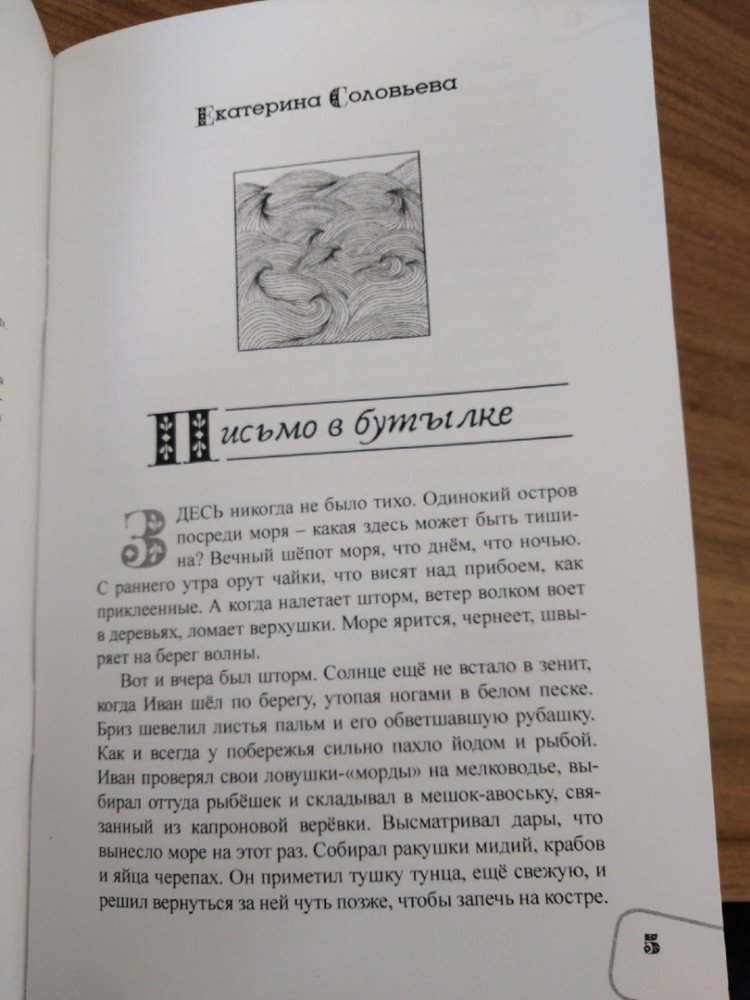 Екатерина Соловьева
Письмо в бутылке
ЗДЕСЬ никогда не было тихо. Одинокий остров
посреди моря – какая здесь может быть тиши-
на? Вечный шёпот моря, что днём, что ночью.
С раннего утра орут чайки, что висят над прибоем, как
приклеенные. А когда налетает шторм, ветер волком воет
в деревьях, ломает верхушки. Море ярится, чернеет, швы-
ряет на берег волны.
Вот и вчера был шторм. Солнце ещё не встало в зенит,
когда Иван шёл по берегу, утопая ногами в белом песке.
Бриз шевелил листья пальм и его обветшавшую рубашку.
Как и всегда у побережья сильно пахло йодом и рыбой.
Иван проверял свои ловушки-«морды» на мелководье, вы-
бирал оттуда рыбёшек и складывал в мешок-авоську, свя-
занный из капроновой верёвки. Высматривал дары, что
вынесло море на этот раз. Собирал ракушки мидий, крабов
и яйца черепах. Он приметил тушку тунца, ещё свежую, и
решил вернуться за ней чуть позже, чтобы запечь на костре.
5